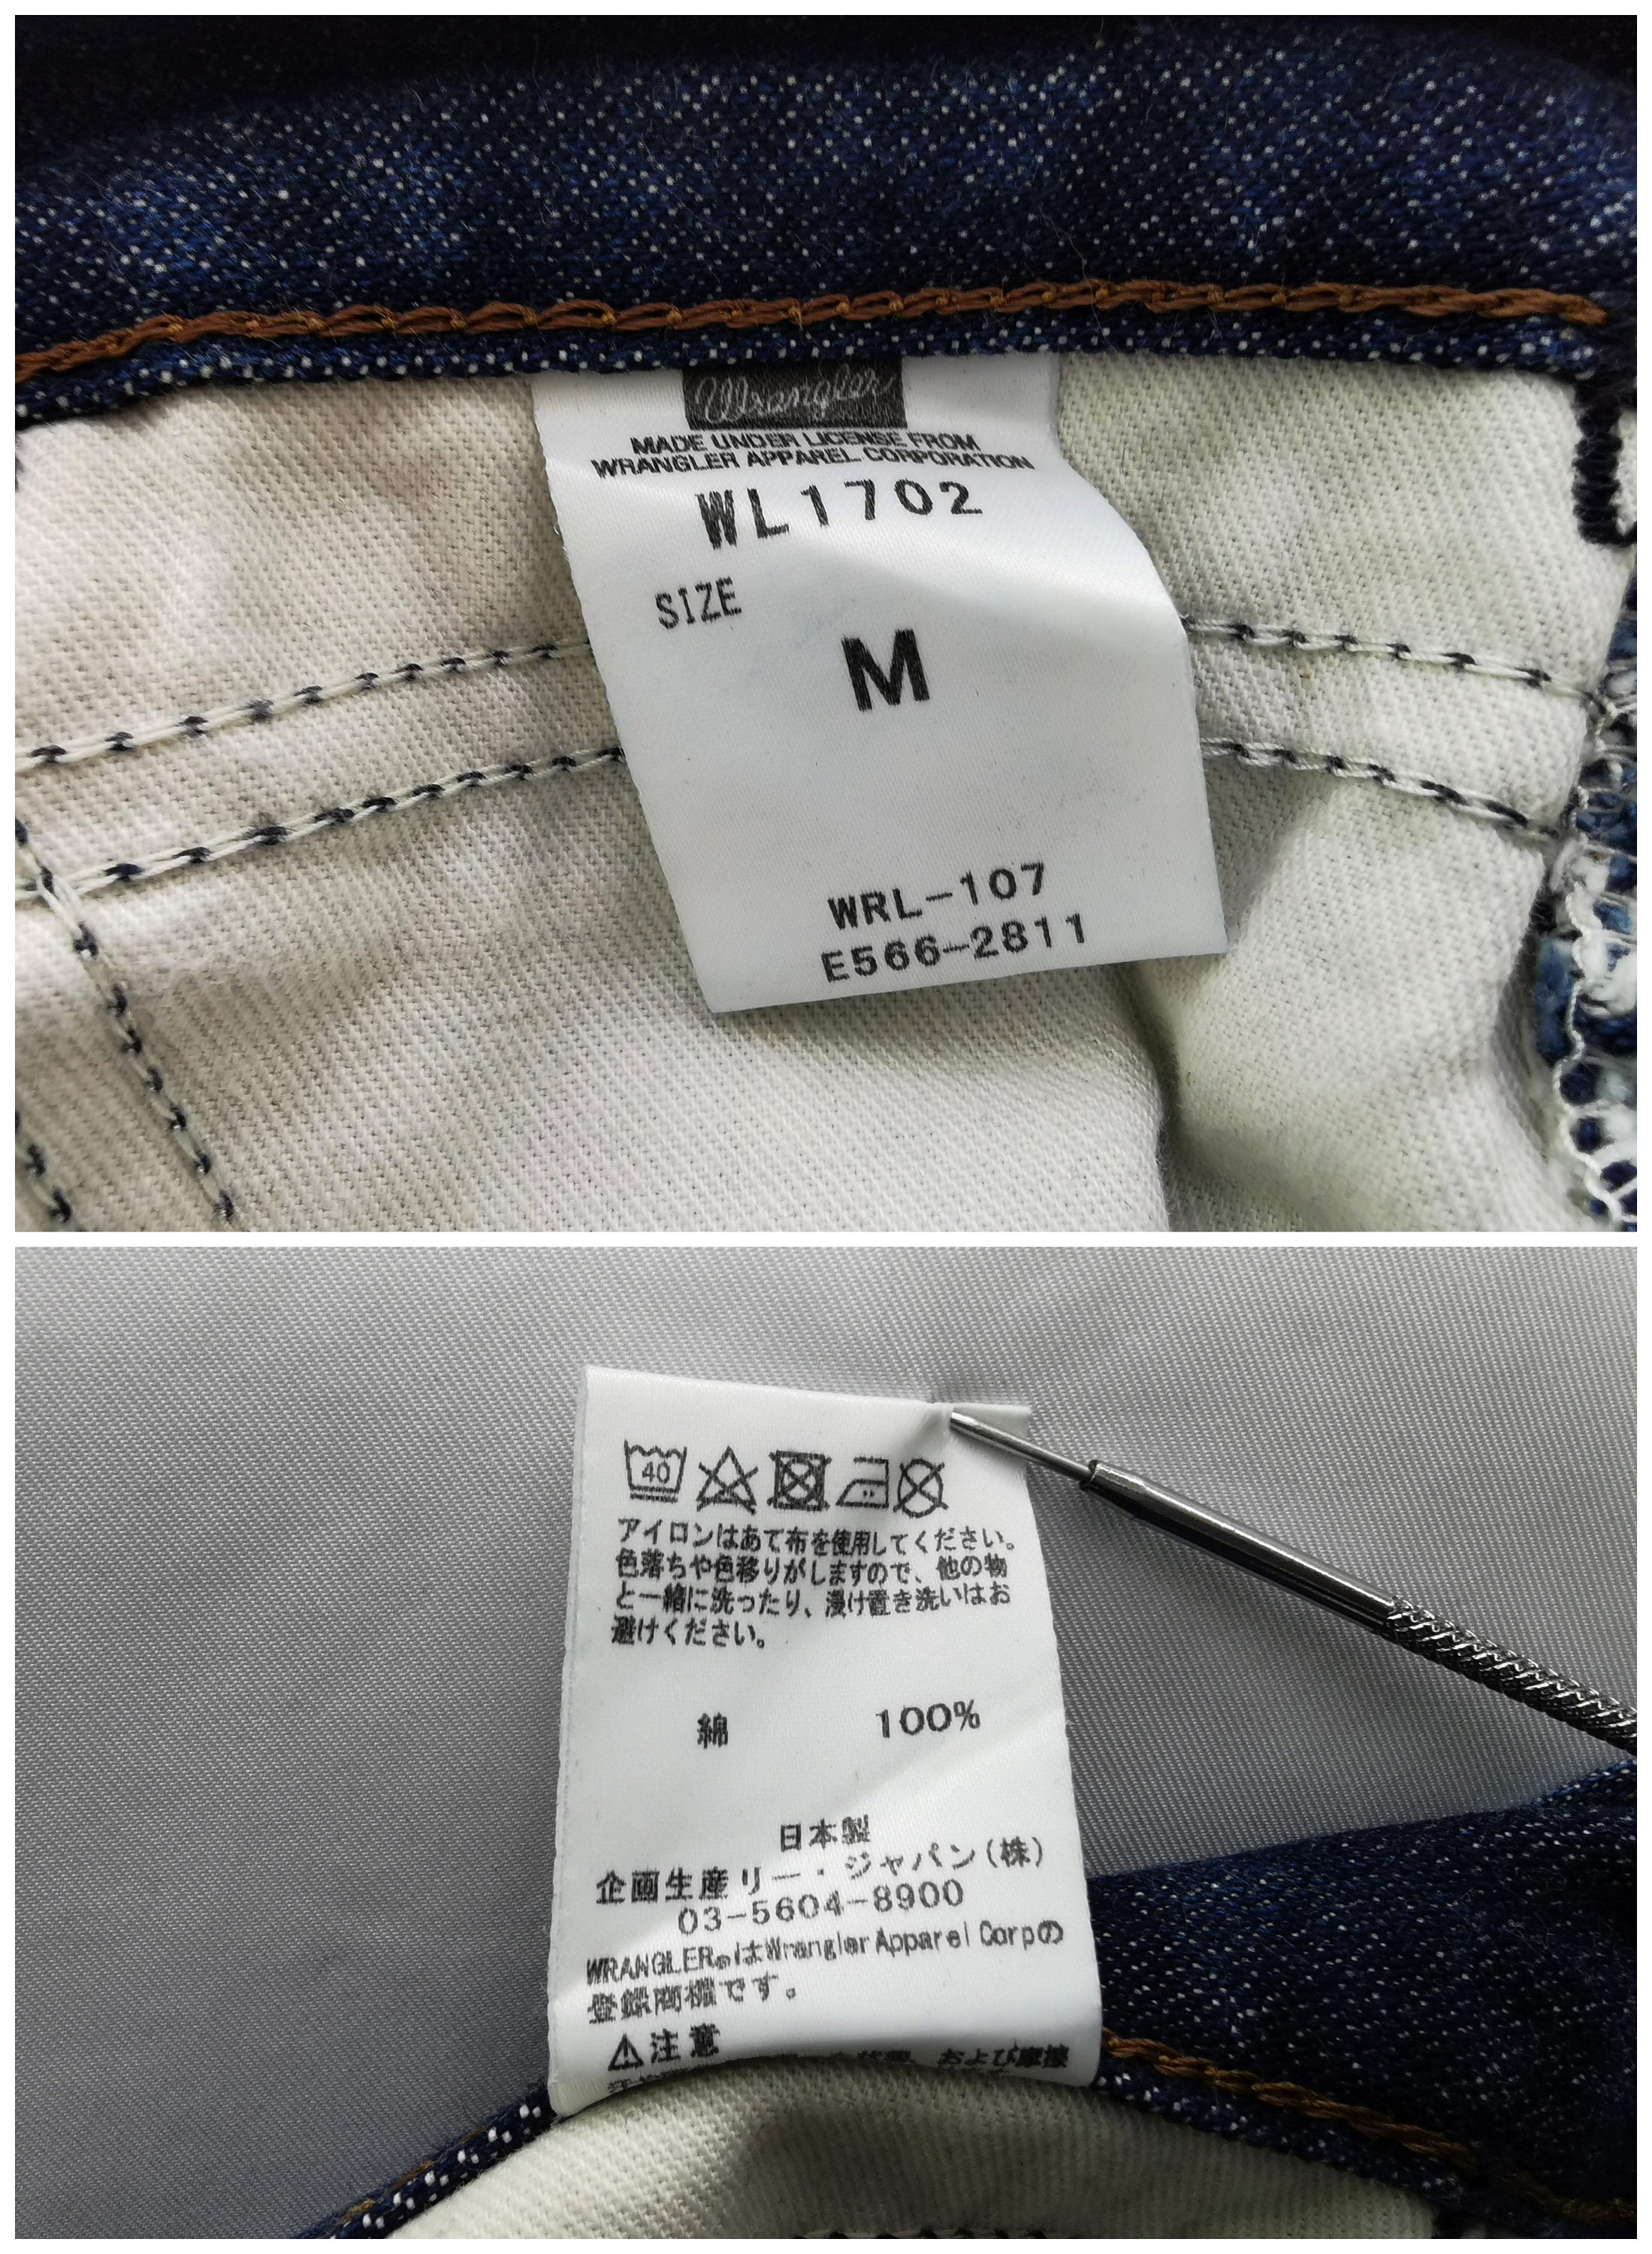 Wrangler
MADE UNDER LICENSE FROM
WRANGLER APPAREL CORPORATION
WL1702
SIZE
M
WRL-107
E566-2811
40
アイロンはあて布を使用してください。
色落ちや色移りがしますので、他の物
と一緒に洗ったり、浸け置き洗いはお
避けください。
綿 100%
日本製
企画生産リー・ジャパン(株)
03-5604-8900
WRANGLER®はWrangler Apparel Corpの
登録商標です。
⚠注意
および摩擦